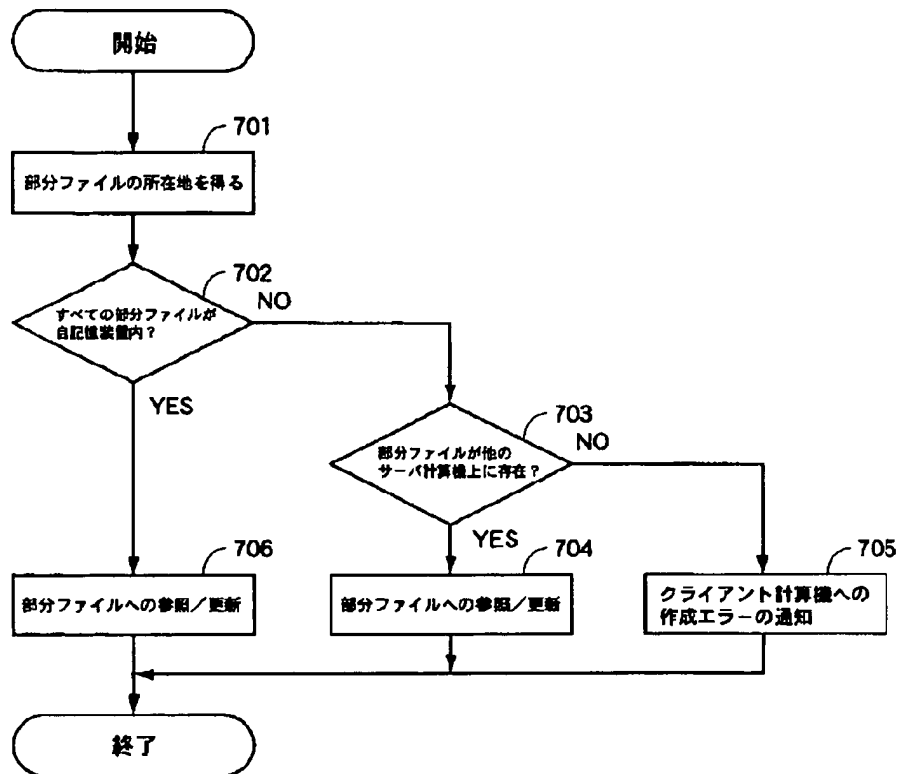 開始
701
部分ファイルの所在地を得る
702
すべての部分ファイルが
自記憶装置内?
NO
YES
703
部分ファイルが他の
サーバ計算機上に存在?
NO
YES
706
部分ファイルへの参照/更新
704
部分ファイルへの参照/更新
705
クライアント計算機への
作成エラーの通知
終了